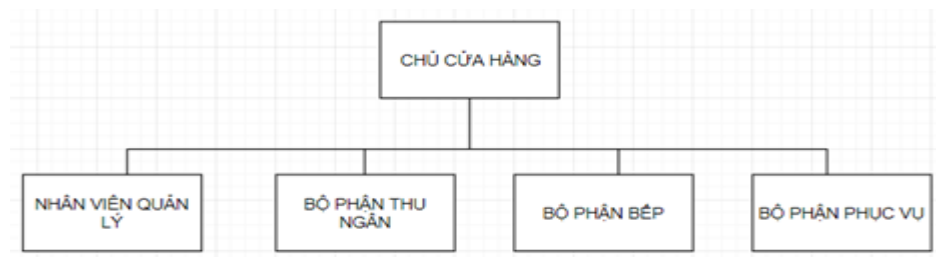 CHỦ CỬA HÀNG
NHÂN VIÊN QUẢN
LÝ
BỘ PHẬN THU
NGÂN
BỘ PHẬN BẾP
BỘ PHẬN PHỤC VỤ